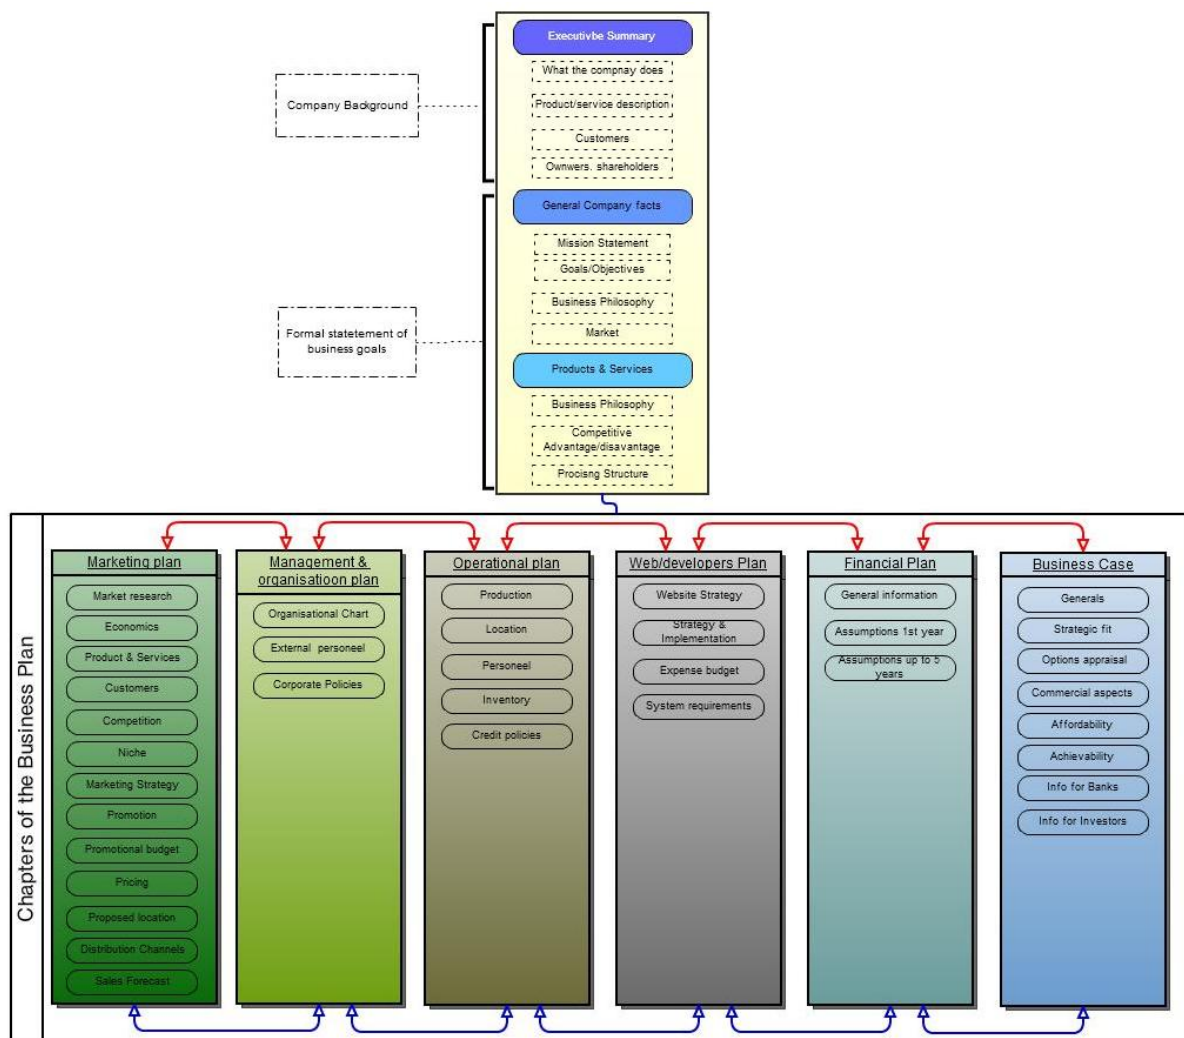 Executivbe Summary
What the compnay does
Company Background
Product/service description
Customers
Ownwers. shareholders
General Company facts
Mission Statement
Goals/Objectives
Business Philosophy
Formal statetement of
business goals
Market
Products & Services
Business Philosophy
Competitive
Advantage/disavantage
Procisng Structure
Chapters of the Business Plan
Marketing plan
Market research
Economics
Product & Services
Customers
Competition
Niche
Marketing Strategy
Promotion
Promotional budget
Pricing
Proposed location
Distribution Channels
Sales Forecast
Management &
organisatioon plan
Organisational Chart
External personeel
Corporate Policies
Operational plan
Production
Location
Personeel
Inventory
Credit policies
Web/developers Plan
Website Strategy
Strategy &
Implementation
Expense budget
System requirements
Financial Plan
General information
Assumptions 1st year
Assumptions up to 5
years
Business Case
Generals
Strategic fit
Options appraisal
Commercial aspects
Affordability
Achievability
Info for Banks
Info for Investors